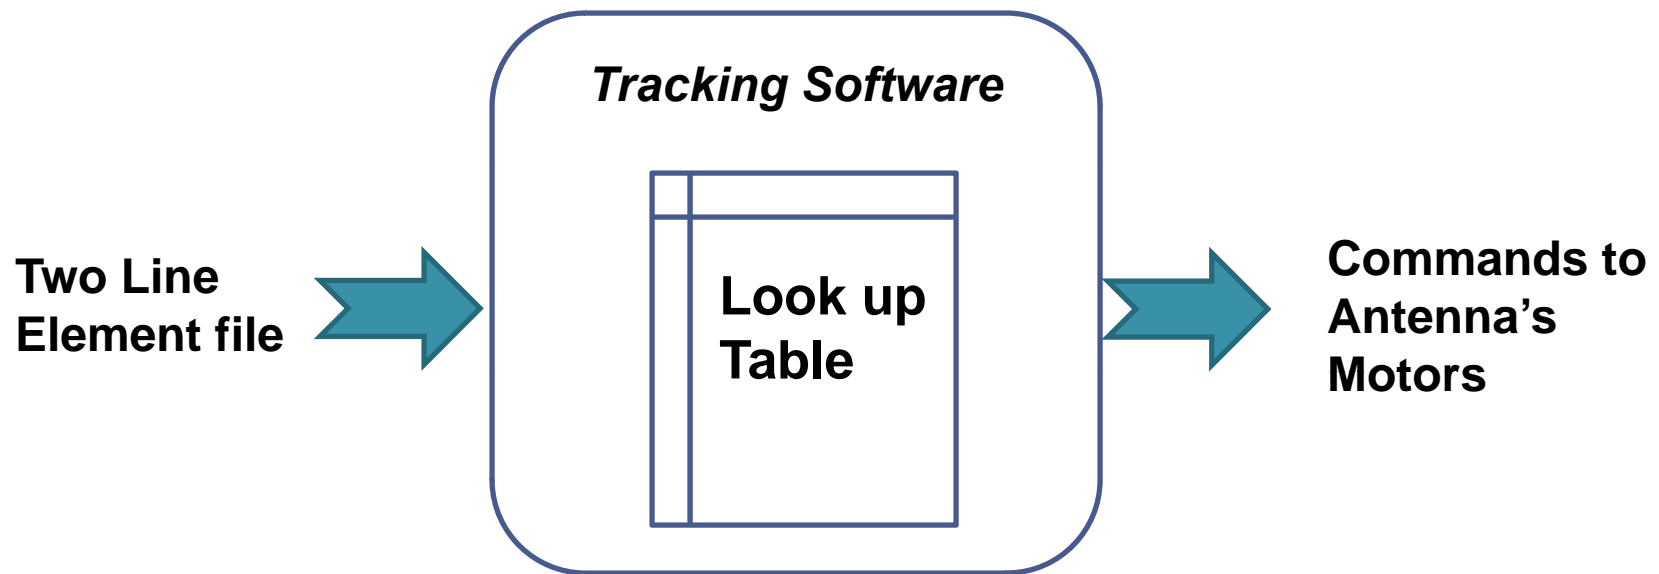 Tracking Software
Two Line
Element file
Look up
Table
Commands to
Antenna’s
Motors